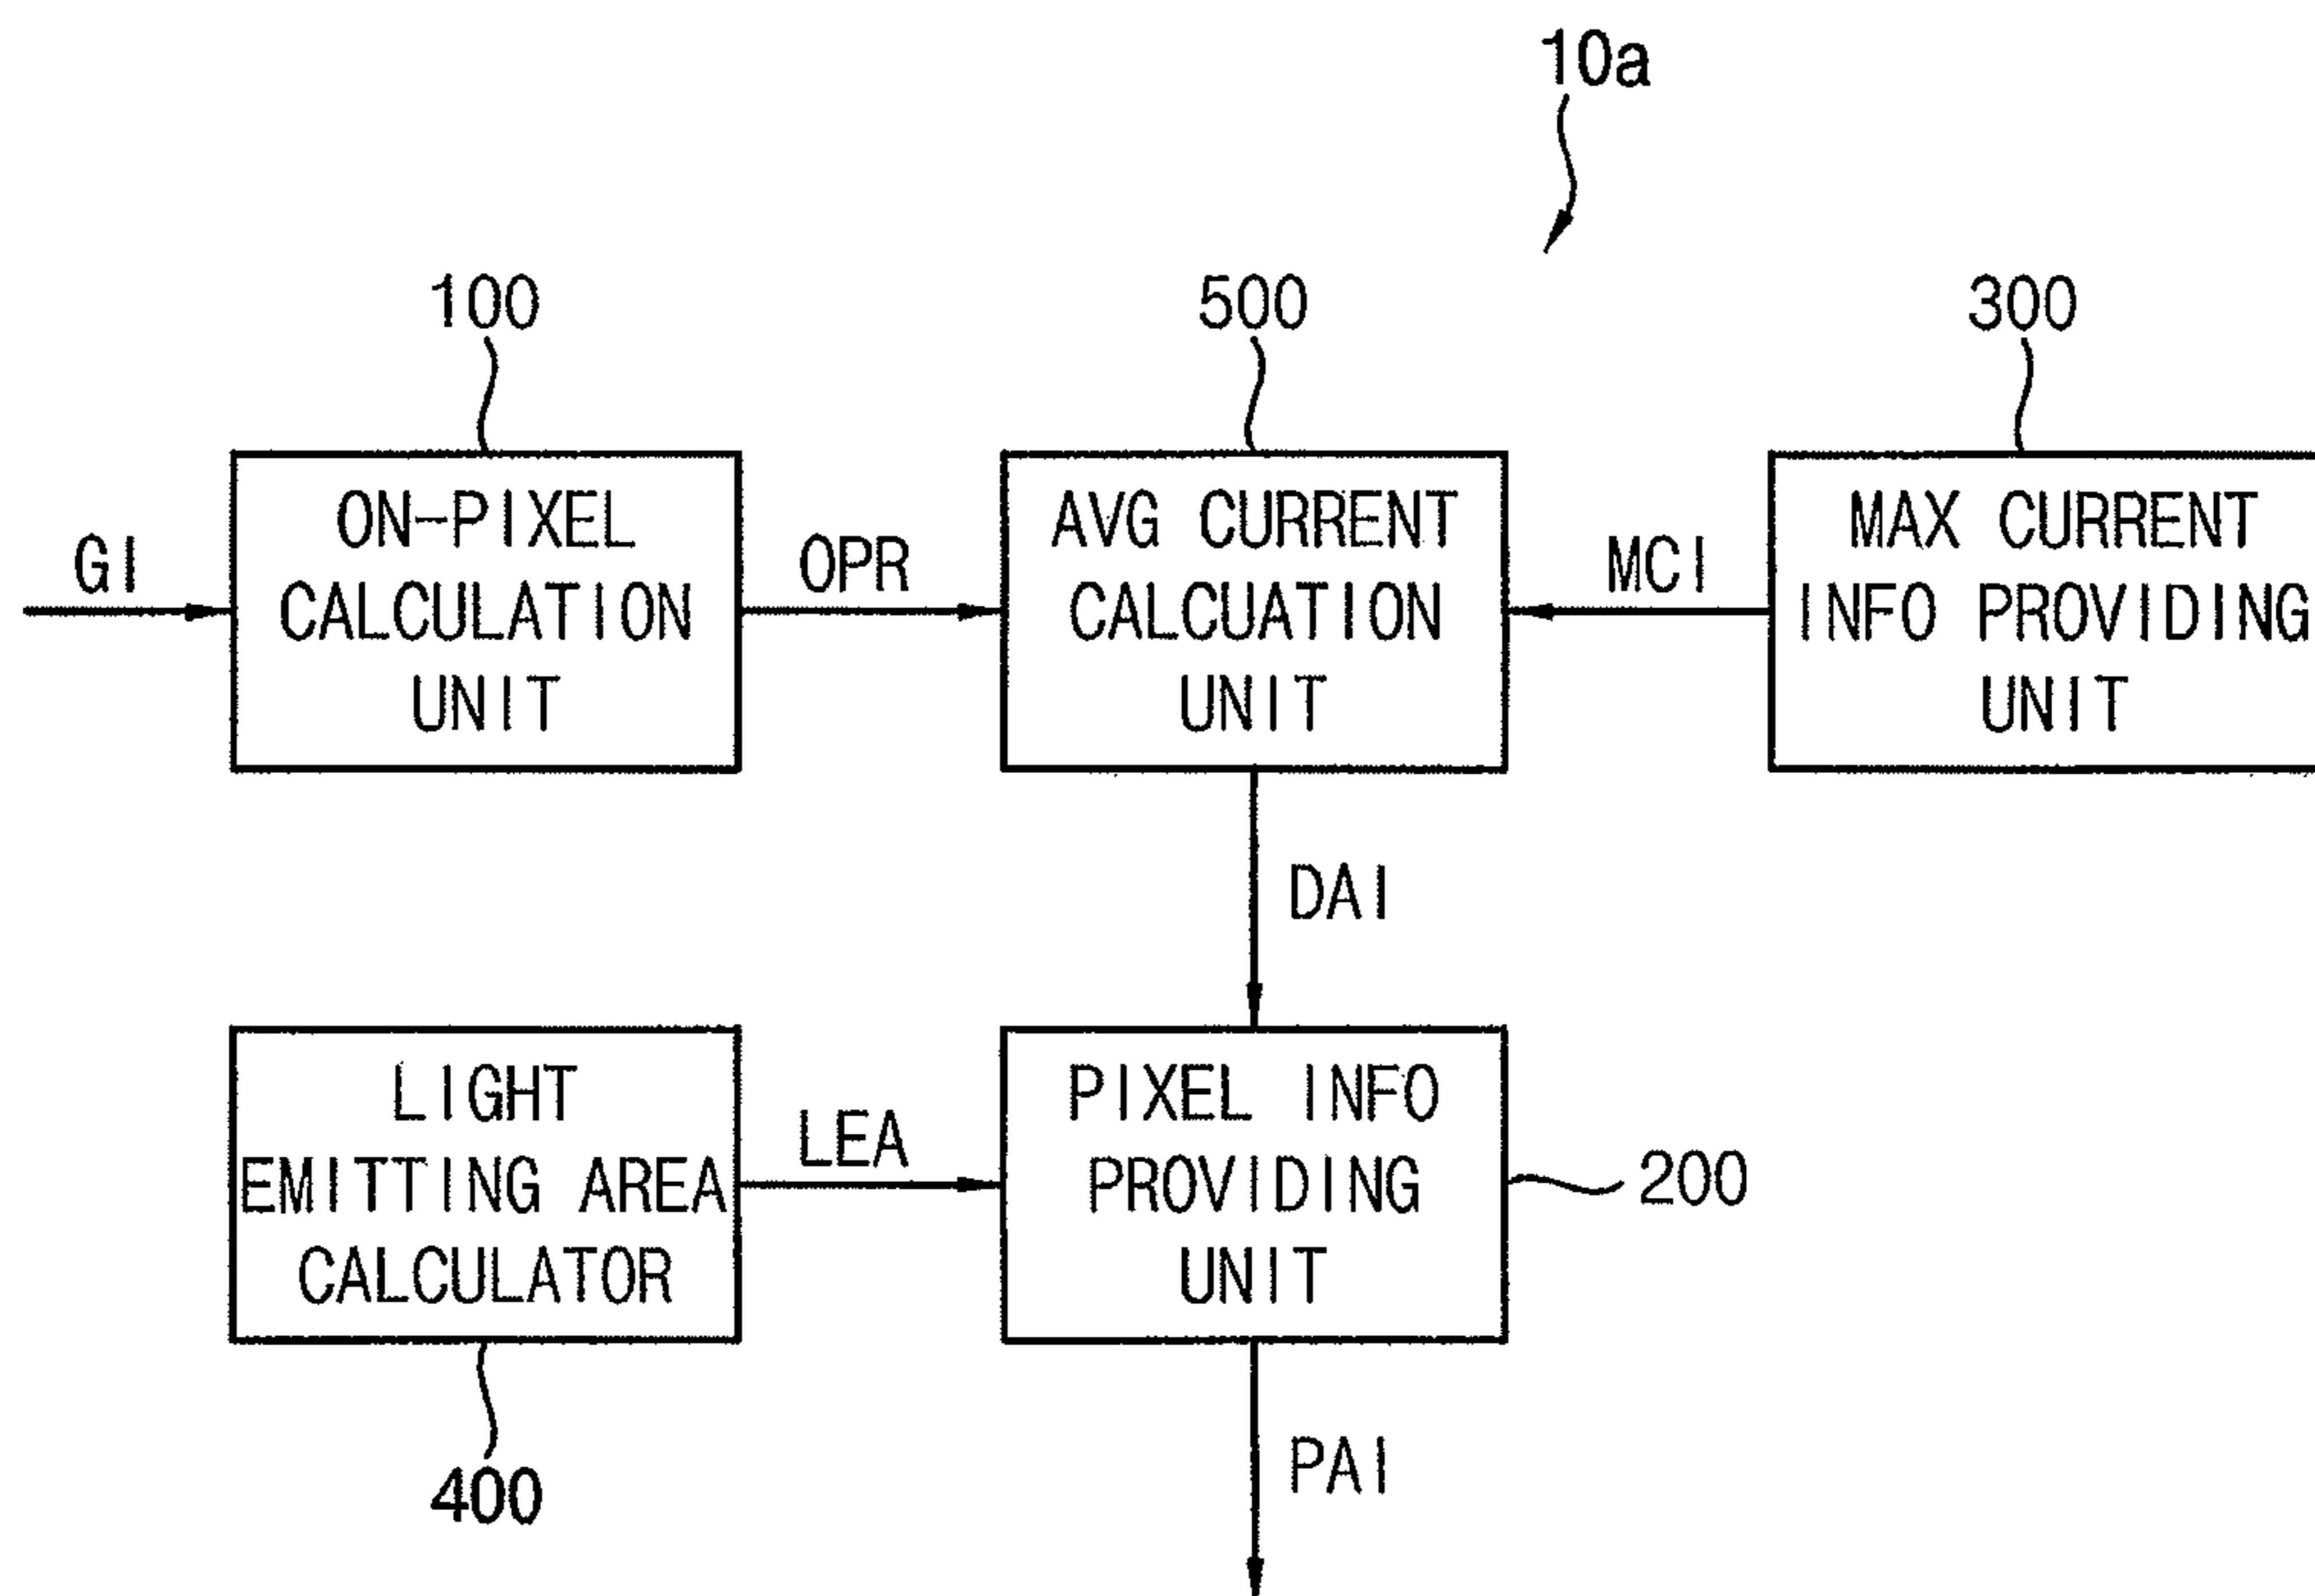 10a
100
500
300
GI
ON-PIXEL
CALCULATION
UNIT
OPR
AVG CURRENT
CALCUATION
UNIT
MCI
MAX CURRENT
INFO PROVIDING
UNIT
DAI
LIGHT
EMITTING AREA
CALCULATOR
LEA
PIXEL INFO
PROVIDING
UNIT
200
400
PAI